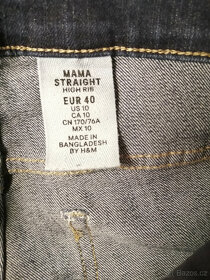 MAMA
STRAIGHT
HIGH RIB
EUR 40
US 10
CA 10
CN 170/76A
MX 10
MADE IN
BANGLADESH
BY H&M
bazos.cz